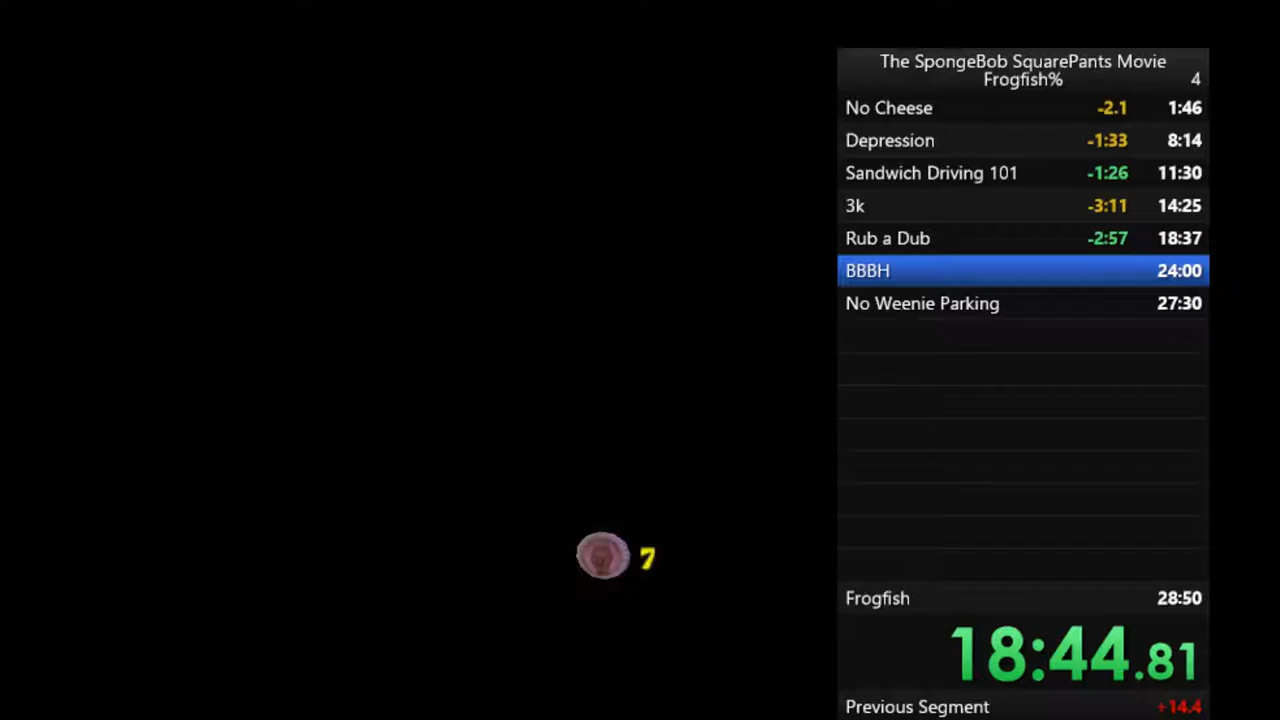 The SpongeBob SquarePants Movie
Frogfish% 4
No Cheese -2.1 1:46
Depression -1:33 8:14
Sandwich Driving 101 -1:26 11:30
3k -3:11 14:25
Rub a Dub -2:57 18:37
BBBH 24:00
No Weenie Parking 27:30
7
Frogfish 28:50
18:44.81
Previous Segment +14.4